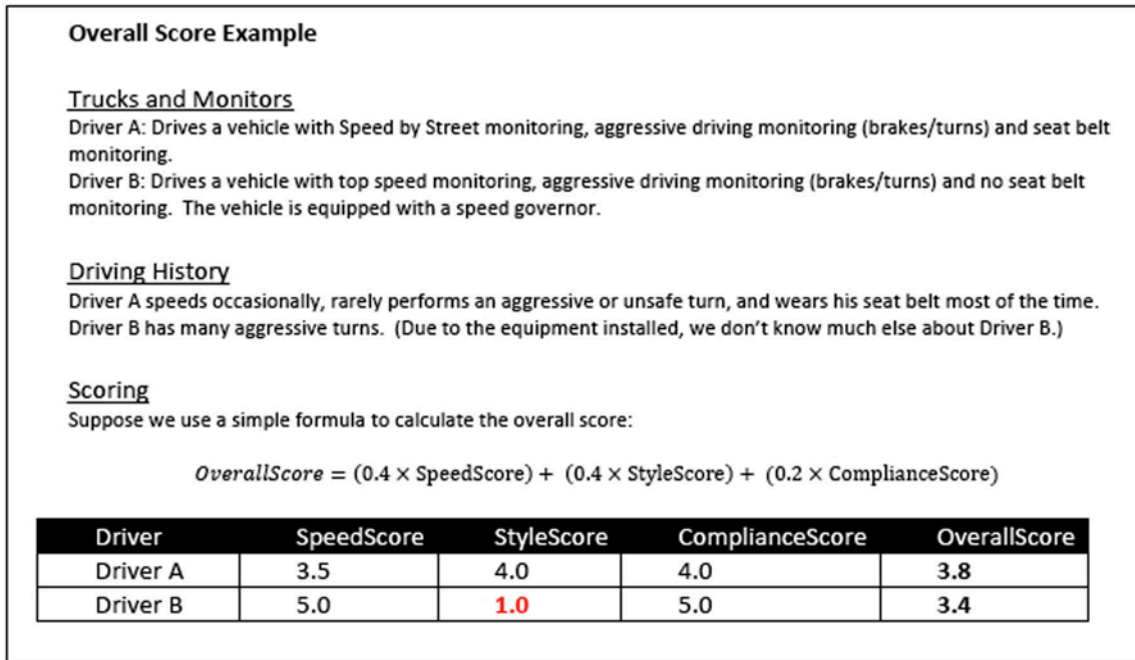 Overall Score Example
Trucks and Monitors
Driver A: Drives a vehicle with Speed by Street monitoring, aggressive driving monitoring (brakes/turns) and seat belt
monitoring.
Driver B: Drives a vehicle with top speed monitoring, aggressive driving monitoring (brakes/turns) and no seat belt
monitoring.  The vehicle is equipped with a speed governor.
Driving History
Driver A speeds occasionally, rarely performs an aggressive or unsafe turn, and wears his seat belt most of the time.
Driver B has many aggressive turns.  (Due to the equipment installed, we don't know much else about Driver B.)
Scoring
Suppose we use a simple formula to calculate the overall score:
OverallScore = (0.4 × SpeedScore) + (0.4 × StyleScore) + (0.2 × ComplianceScore)
Driver SpeedScore StyleScore ComplianceScore OverallScore
Driver A 3.5 4.0 4.0 3.8
Driver B 5.0 1.0 5.0 3.4